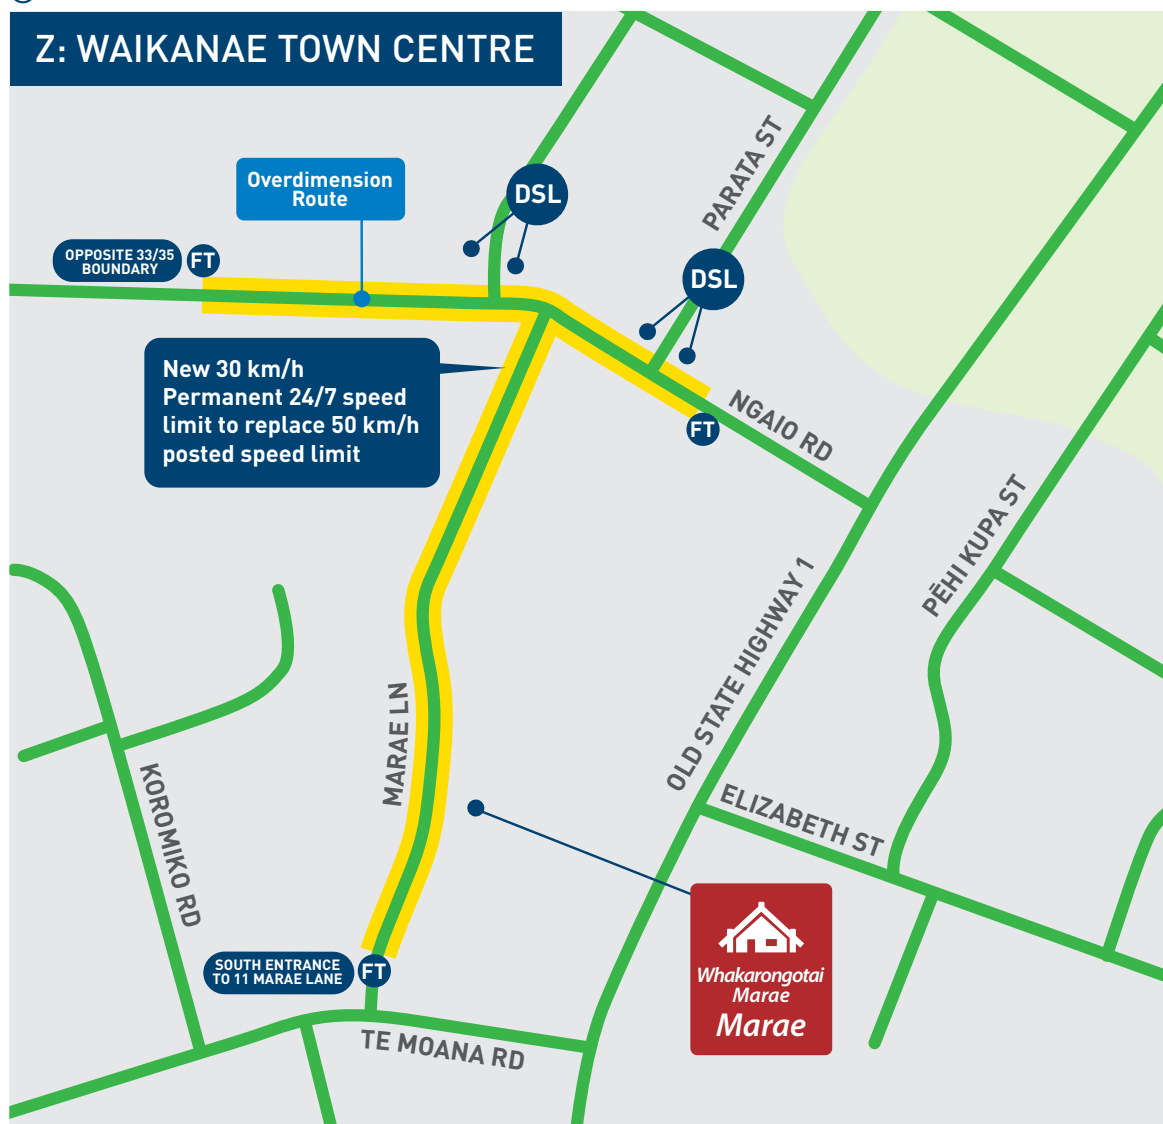 Z: WAIKANAE TOWN CENTRE
PARATA ST
Overdimension
Route
DSL
OPPOSITE 33/35
BOUNDARY
FT
DSL
New 30 km/h
Permanent 24/7 speed
limit to replace 50 km/h
posted speed limit
NGAIO RD
FT
PĒHI KUPA ST
OLD STATE HIGHWAY 1
MARAE LN
KOROMIKO RD
ELIZABETH ST
SOUTH ENTRANCE
TO 11 MARAE LANE
FT
Whakarongotai
Marae
Marae
TE MOANA RD